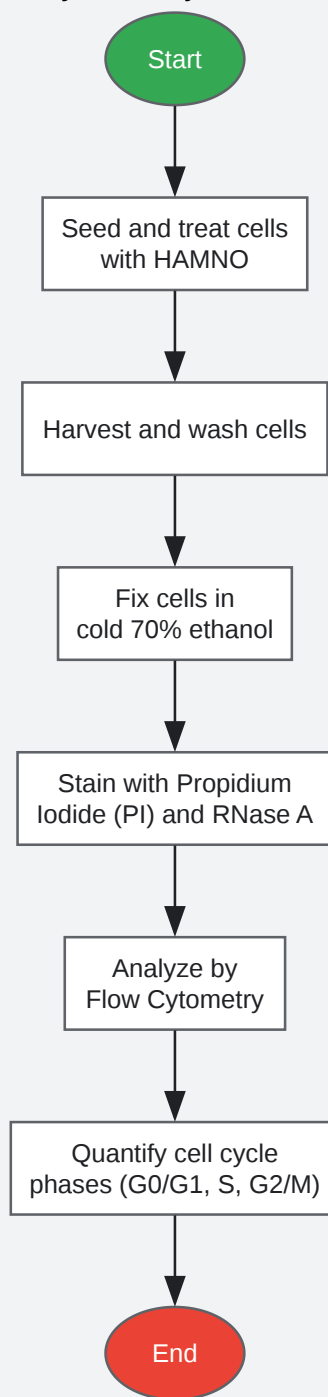 Start
Seed and treat cells
with HAMNO
Harvest and wash cells
Fix cells in
cold 70% ethanol
Stain with Propidium
Iodide (PI) and RNase A
Analyze by
Flow Cytometry
Quantify cell cycle
phases (G0/G1, S, G2/M)
End